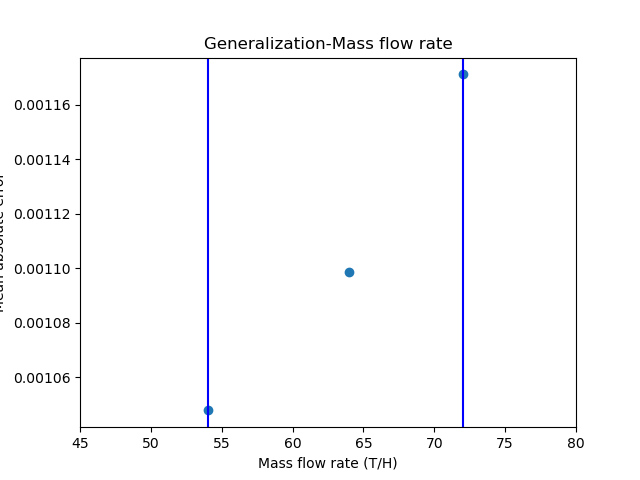 Generalization-Mass flow rate
Mean absolute error
0.00116
0.00114
0.00112
0.00110
0.00108
0.00106
45 50 55 60 65 70 75 80
Mass flow rate (T/H)